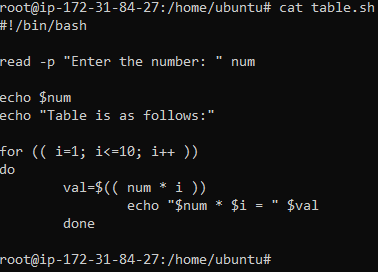 root@ip-172-31-84-27:/home/ubuntu# cat table.sh
#!/bin/bash
read -p "Enter the number: " num
echo $num
echo "Table is as follows:"
for (( i=1; i<=10; i++ ))
do
val=$(( num * i ))
echo "$num * $i = " $val
done
root@ip-172-31-84-27:/home/ubuntu#